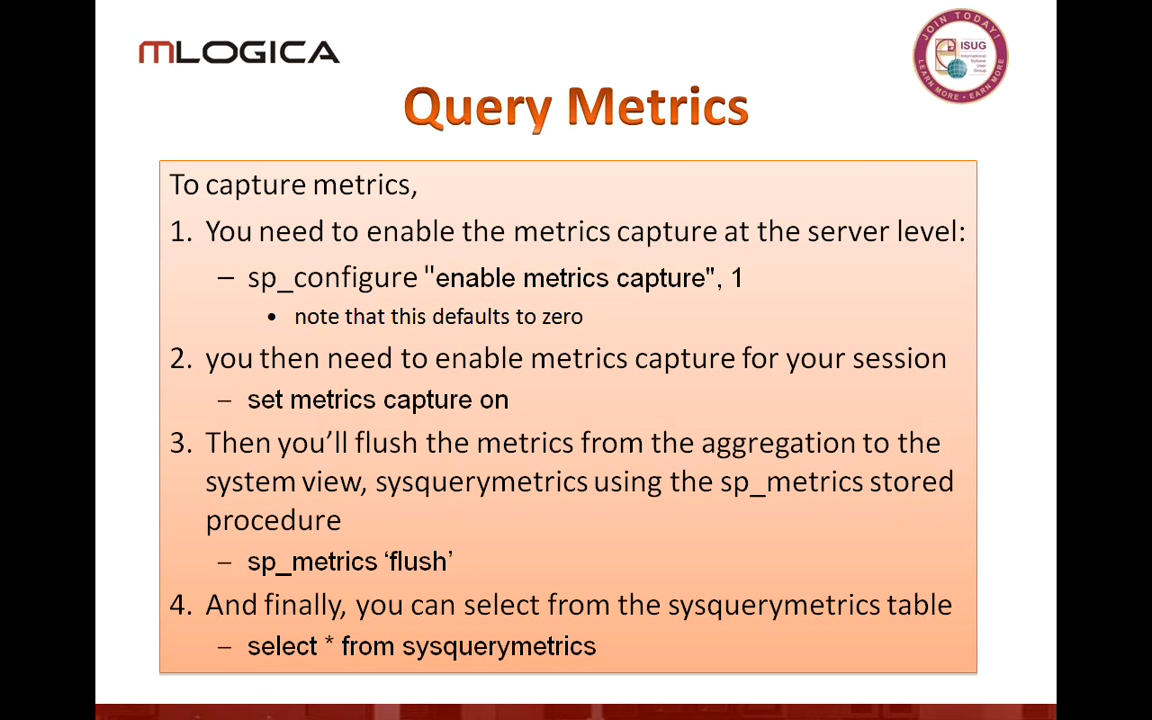 mLOGICA
JOIN TODAY!
ISUG
International
Sybase
User
Group
LEARN MORE • EARN MORE
Query Metrics
To capture metrics,
1. You need to enable the metrics capture at the server level:
– sp_configure "enable metrics capture", 1
• note that this defaults to zero
2. you then need to enable metrics capture for your session
– set metrics capture on
3. Then you’ll flush the metrics from the aggregation to the
system view, sysquerymetrics using the sp_metrics stored
procedure
– sp_metrics ‘flush’
4. And finally, you can select from the sysquerymetrics table
– select * from sysquerymetrics